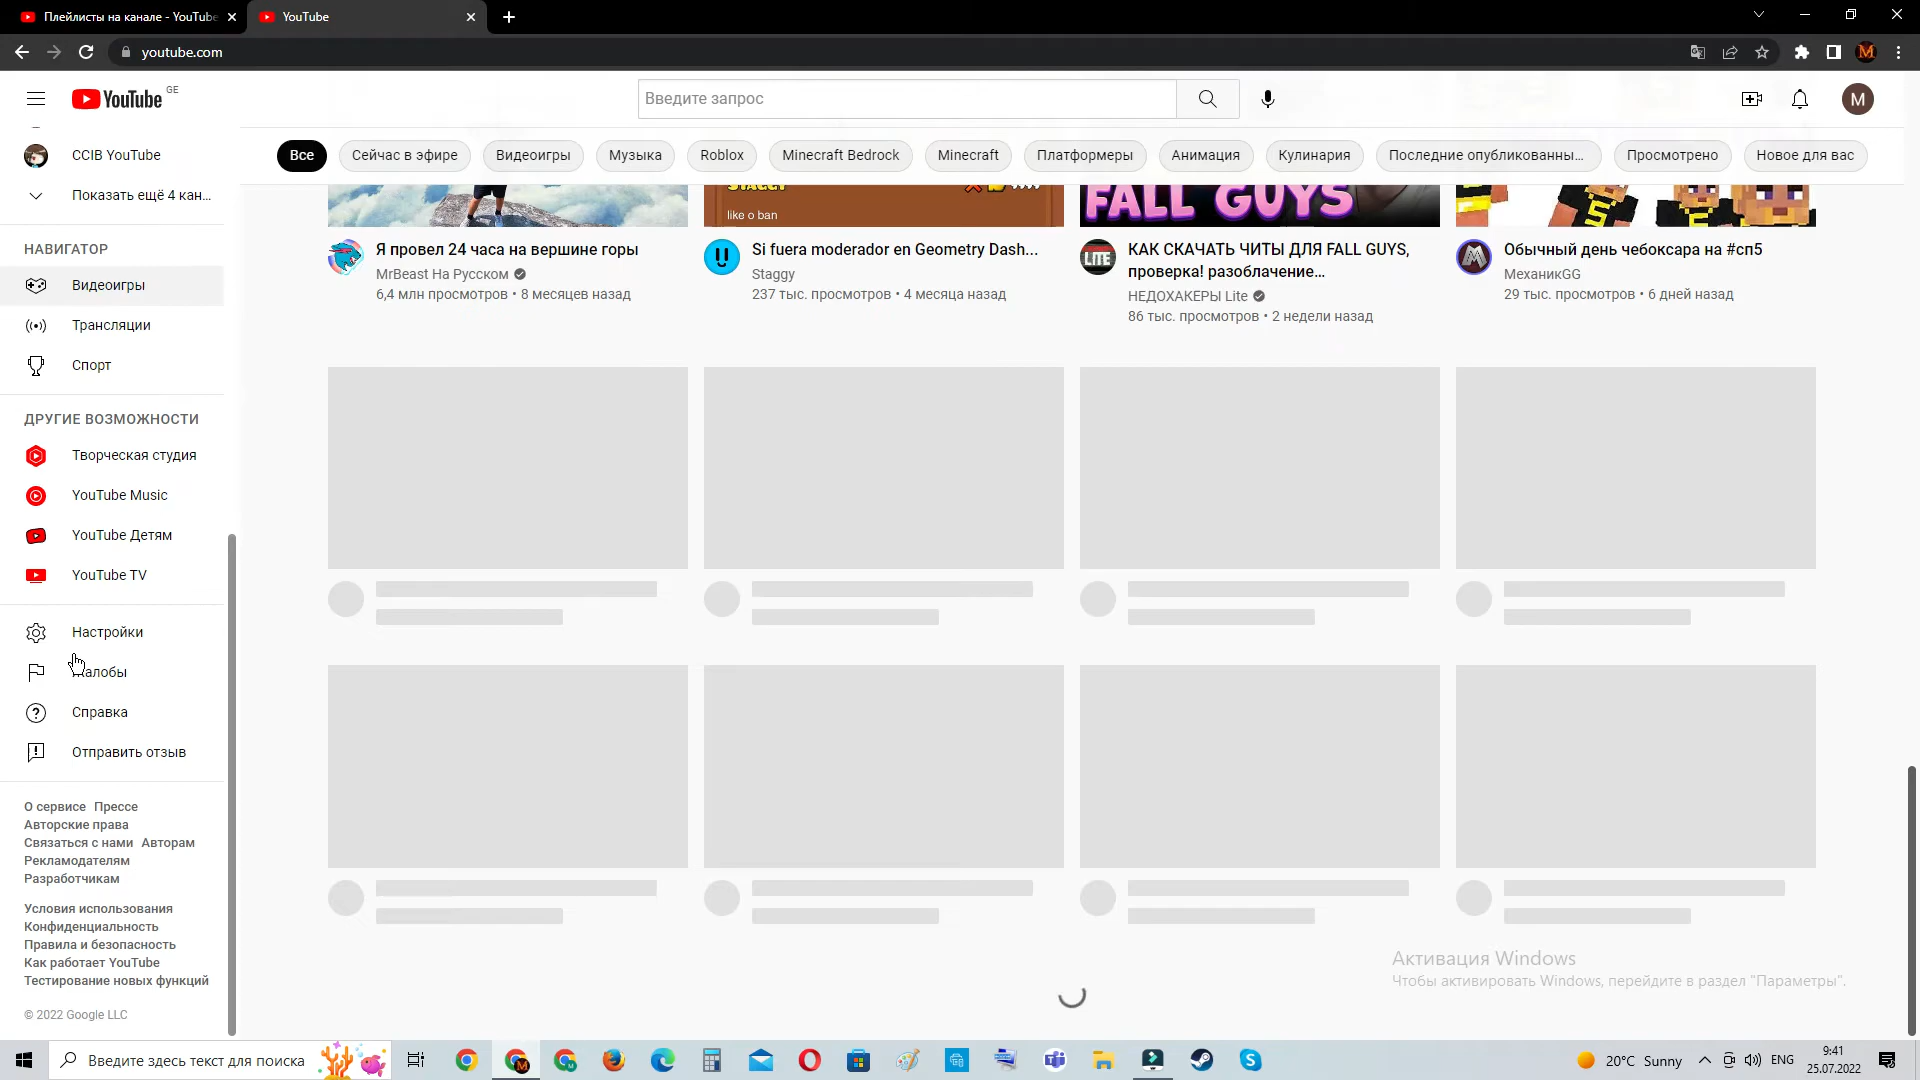 Плейлисты на канале - YouTube
YouTube
youtube.com
YouTube GE
Введите запрос
M
CCIB YouTube
Показать ещё 4 кан...
НАВИГАТОР
Видеоигры
Трансляции
Спорт
ДРУГИЕ ВОЗМОЖНОСТИ
Творческая студия
YouTube Music
YouTube Детям
YouTube TV
Настройки
алобы
Справка
Отправить отзыв
О сервисе Прессе
Авторские права
Связаться с нами Авторам
Рекламодателям
Разработчикам
Условия использования
Конфиденциальность
Правила и безопасность
Как работает YouTube
Тестирование новых функций
© 2022 Google LLC
Все
Сейчас в эфире
Видеоигры
Музыка
Roblox
Minecraft Bedrock
Minecraft
Платформеры
Анимация
Кулинария
Последние опубликованны...
Просмотрено
Новое для вас
like o ban
FALL GUYS
Я провел 24 часа на вершине горы
MrBeast На Русском
6,4 млн просмотров • 8 месяцев назад
Si fuera moderador en Geometry Dash...
Staggy
237 тыс. просмотров • 4 месяца назад
LITE
КАК СКАЧАТЬ ЧИТЫ ДЛЯ FALL GUYS,
проверка! разоблачение...
НЕДОХАКЕРЫ Lite
86 тыс. просмотров • 2 недели назад
Обычный день чебоксара на #сп5
МеханикGG
29 тыс. просмотров • 6 дней назад
Активация Windows
Чтобы активировать Windows, перейдите в раздел "Параметры".
Введите здесь текст для поиска
20°C Sunny
ENG
9:41
25.07.2022